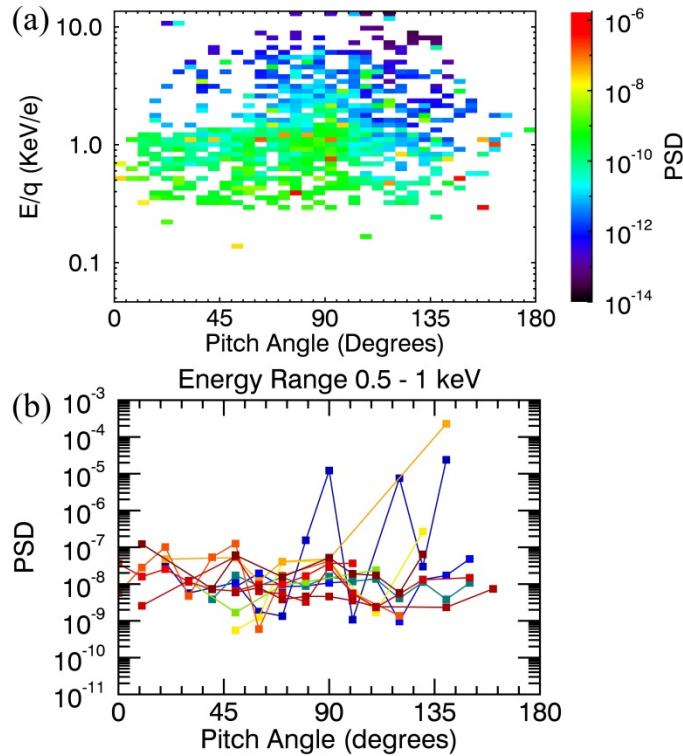 (a)
10.0
1.0
0.1
E/q (KeV/e)
0 45 90 135 180
Pitch Angle (Degrees)
10⁻⁶
10⁻⁸
10⁻¹⁰
10⁻¹²
10⁻¹⁴
PSD
(b)
Energy Range 0.5 - 1 keV
10⁻³
10⁻⁴
10⁻⁵
10⁻⁶
10⁻⁷
10⁻⁸
10⁻⁹
10⁻¹⁰
10⁻¹¹
PSD
0 45 90 135 180
Pitch Angle (degrees)